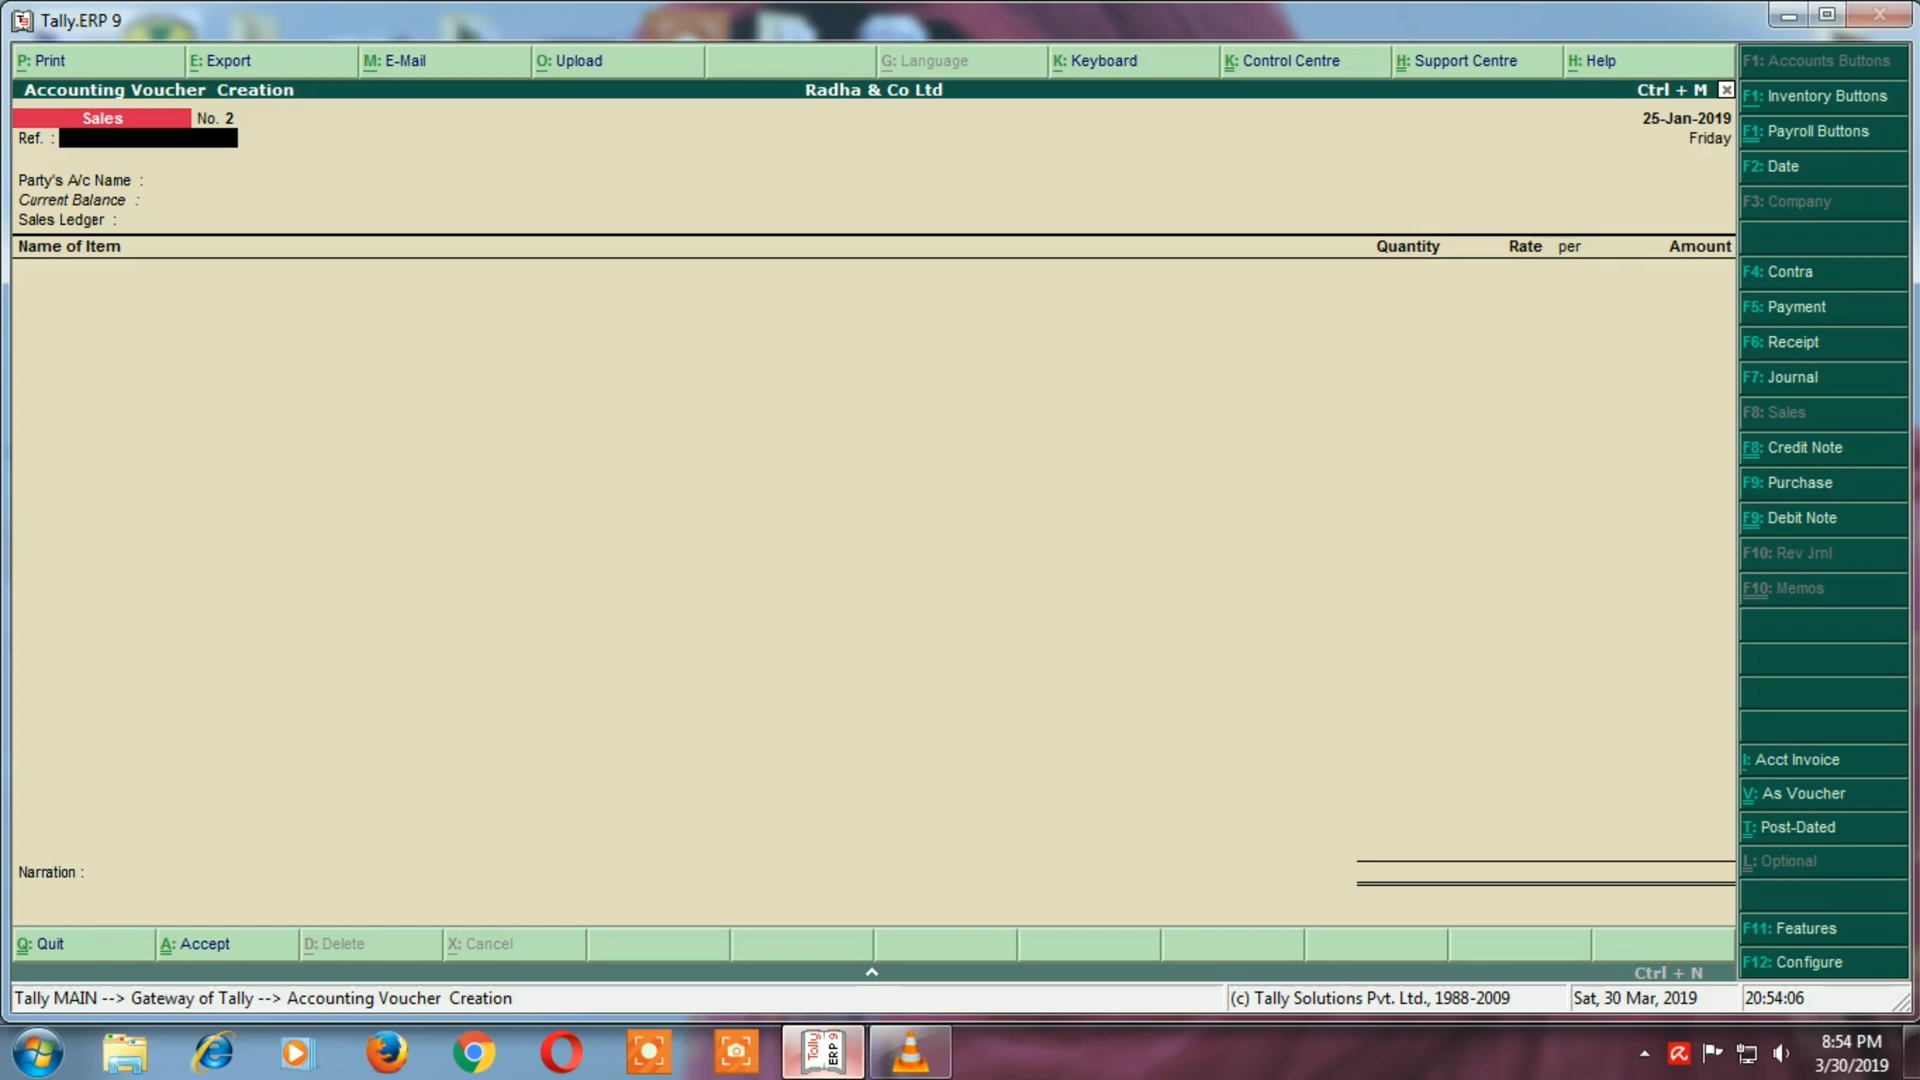 Tally.ERP 9
P: Print
E: Export
M: E-Mail
O: Upload
G: Language
K: Keyboard
K: Control Centre
H: Support Centre
H: Help
Accounting Voucher Creation
Radha & Co Ltd
Ctrl + M
Sales No. 2
25-Jan-2019
Ref. :
Friday
Party's A/c Name :
Current Balance :
Sales Ledger :
Name of Item Quantity Rate per Amount
Narration :
F1: Accounts Buttons
F1: Inventory Buttons
F1: Payroll Buttons
F2: Date
F3: Company
F4: Contra
F5: Payment
F6: Receipt
F7: Journal
F8: Sales
F8: Credit Note
F9: Purchase
F9: Debit Note
F10: Rev Jrnl
F10: Memos
I: Acct Invoice
V: As Voucher
T: Post-Dated
L: Optional
F11: Features
F12: Configure
Q: Quit
A: Accept
D: Delete
X: Cancel
Ctrl + N
Tally MAIN --> Gateway of Tally --> Accounting Voucher Creation
(c) Tally Solutions Pvt. Ltd., 1988-2009
Sat, 30 Mar, 2019
20:54:06
Tally
ERP 9
8:54 PM
3/30/2019